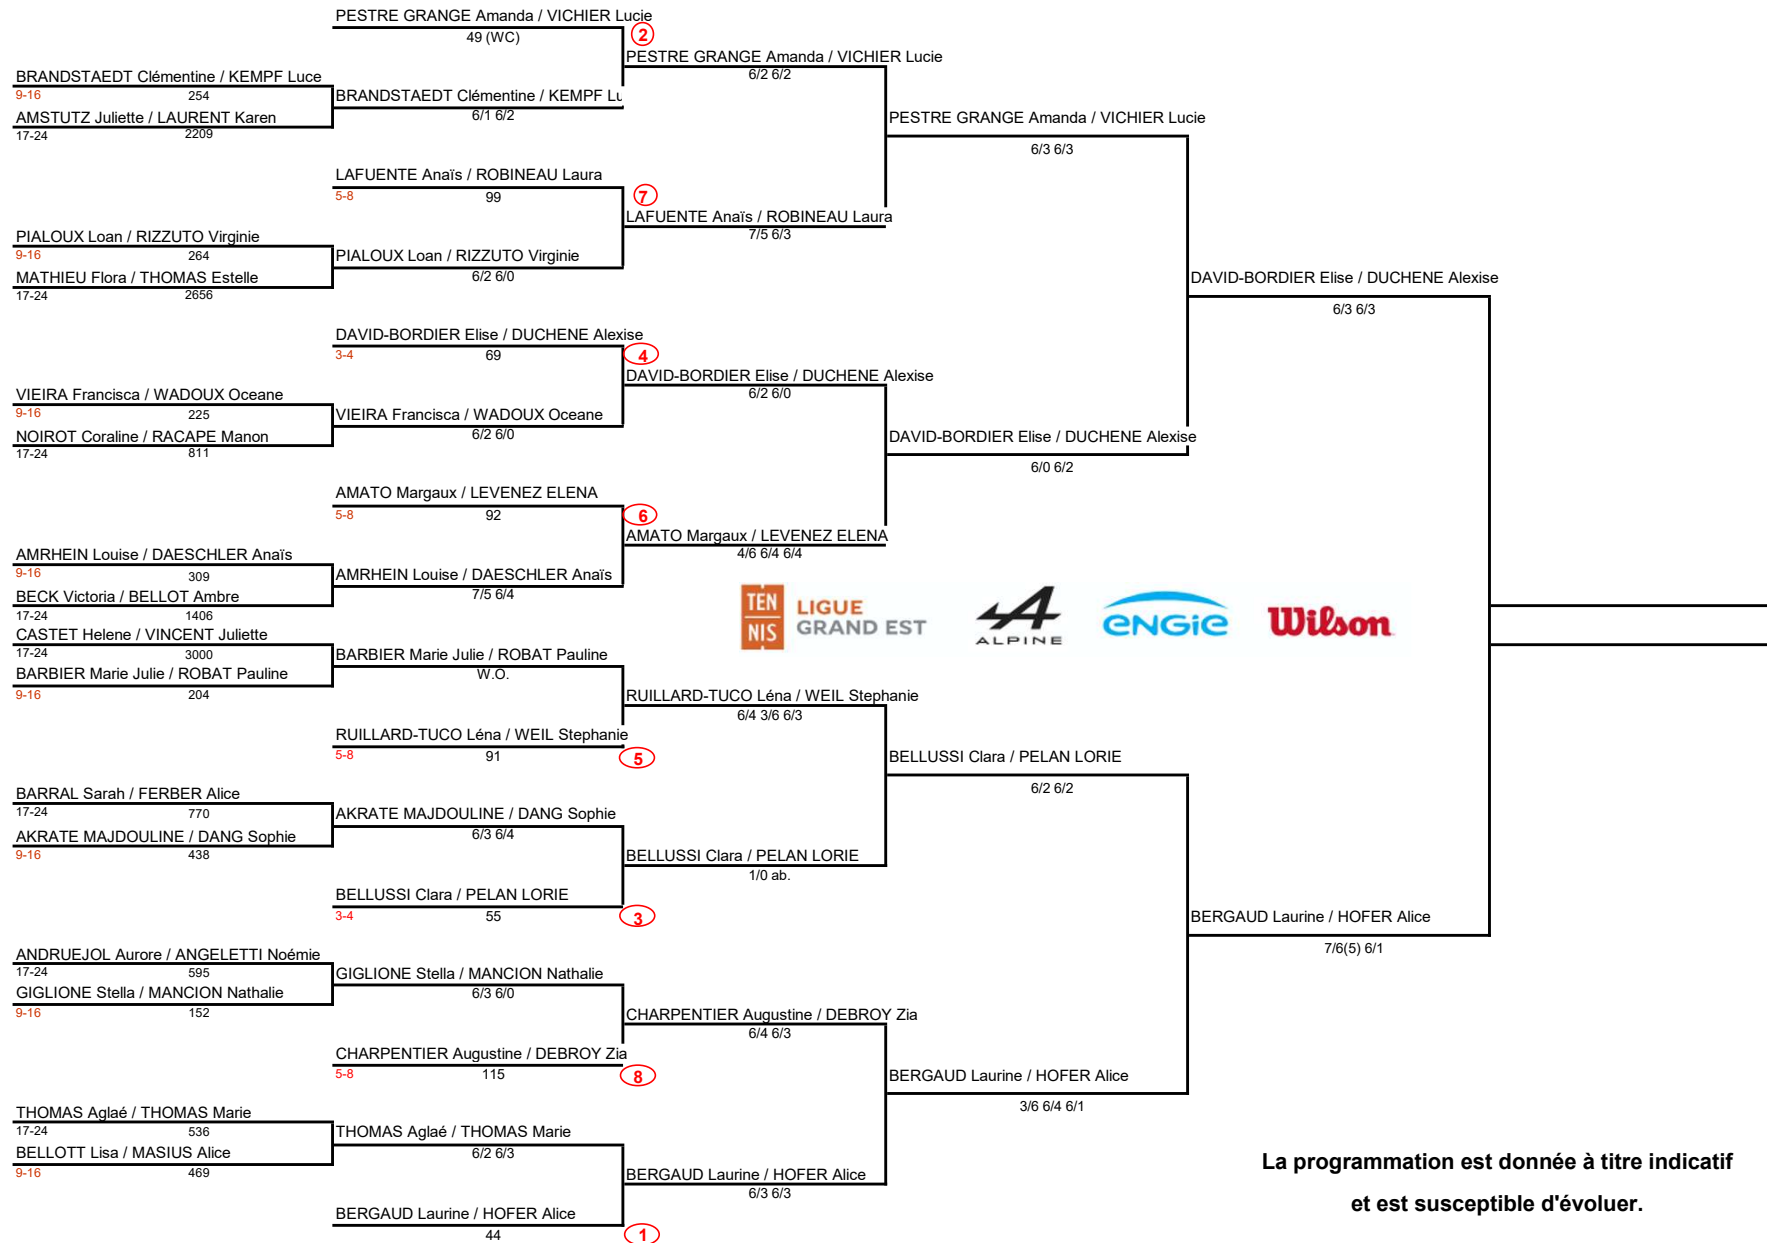 PESTRE GRANGE Amanda / VICHIER Lucie
49 (WC)
2
PESTRE GRANGE Amanda / VICHIER Lucie
6/2 6/2
BRANDSTAEDT Clémentine / KEMPF Luce
9-16 254
BRANDSTAEDT Clémentine / KEMPF Lu
6/1 6/2
AMSTUTZ Juliette / LAURENT Karen
17-24 2209
PESTRE GRANGE Amanda / VICHIER Lucie
6/3 6/3
LAFUENTE Anaïs / ROBINEAU Laura
5-8 99
7
LAFUENTE Anaïs / ROBINEAU Laura
7/5 6/3
PIALOUX Loan / RIZZUTO Virginie
9-16 264
PIALOUX Loan / RIZZUTO Virginie
6/2 6/0
MATHIEU Flora / THOMAS Estelle
17-24 2656
DAVID-BORDIER Elise / DUCHENE Alexise
6/3 6/3
DAVID-BORDIER Elise / DUCHENE Alexise
3-4 69
4
DAVID-BORDIER Elise / DUCHENE Alexise
6/2 6/0
VIEIRA Francisca / WADOUX Oceane
9-16 225
VIEIRA Francisca / WADOUX Oceane
6/2 6/0
NOIROT Coraline / RACAPE Manon
17-24 811
DAVID-BORDIER Elise / DUCHENE Alexise
6/0 6/2
AMATO Margaux / LEVENEZ ELENA
5-8 92
6
AMATO Margaux / LEVENEZ ELENA
4/6 6/4 6/4
AMRHEIN Louise / DAESCHLER Anaïs
9-16 309
AMRHEIN Louise / DAESCHLER Anaïs
7/5 6/4
BECK Victoria / BELLOT Ambre
17-24 1406
TEN
NIS
LIGUE
GRAND EST
ALPINE
ENGIE
Wilson
CASTET Helene / VINCENT Juliette
17-24 3000
BARBIER Marie Julie / ROBAT Pauline
W.O.
BARBIER Marie Julie / ROBAT Pauline
9-16 204
RUILLARD-TUCO Léna / WEIL Stephanie
6/4 3/6 6/3
RUILLARD-TUCO Léna / WEIL Stephanie
5-8 91
5
BELLUSSI Clara / PELAN LORIE
6/2 6/2
BARRAL Sarah / FERBER Alice
17-24 770
AKRATE MAJDOULINE / DANG Sophie
6/3 6/4
AKRATE MAJDOULINE / DANG Sophie
9-16 438
BELLUSSI Clara / PELAN LORIE
1/0 ab.
BELLUSSI Clara / PELAN LORIE
3-4 55
3
BERGAUD Laurine / HOFER Alice
7/6(5) 6/1
ANDRUEJOL Aurore / ANGELETTI Noémie
17-24 595
GIGLIONE Stella / MANCION Nathalie
6/3 6/0
GIGLIONE Stella / MANCION Nathalie
9-16 152
CHARPENTIER Augustine / DEBROY Zia
6/4 6/3
CHARPENTIER Augustine / DEBROY Zia
5-8 115
8
BERGAUD Laurine / HOFER Alice
3/6 6/4 6/1
THOMAS Aglaé / THOMAS Marie
17-24 536
THOMAS Aglaé / THOMAS Marie
6/2 6/3
BELLOTT Lisa / MASIUS Alice
9-16 469
BERGAUD Laurine / HOFER Alice
6/3 6/3
BERGAUD Laurine / HOFER Alice
44
1
La programmation est donnée à titre indicatif
et est susceptible d'évoluer.